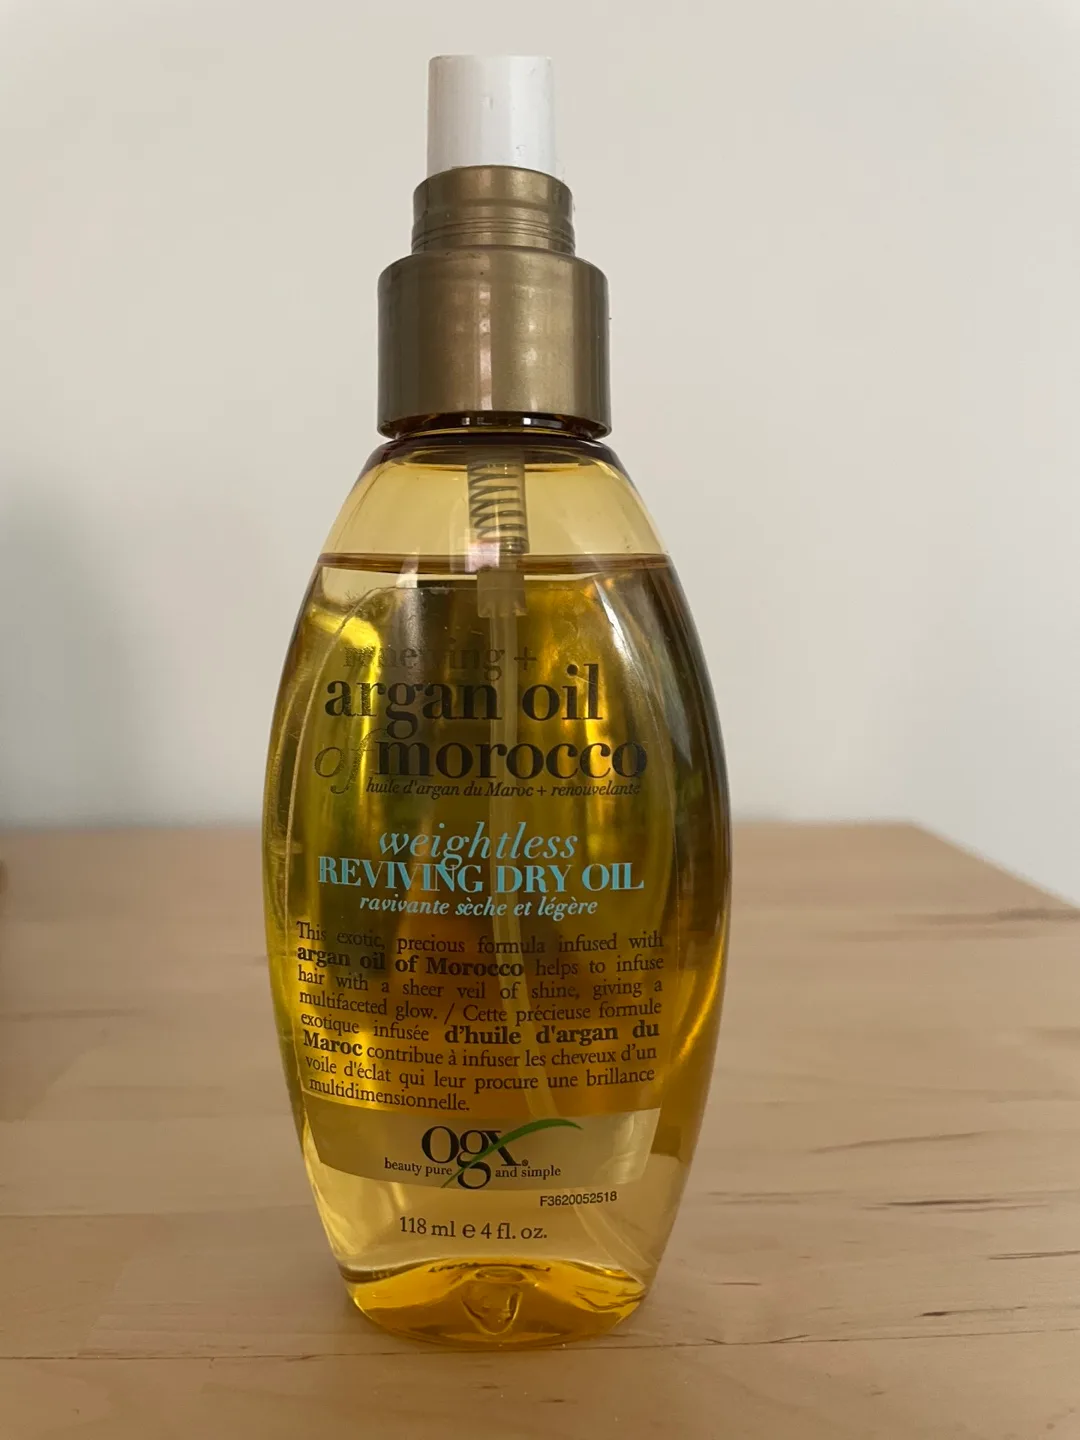 renewing +
argan oil
of morocco
huile d'argan du Maroc + renouvelante
weightless
REVIVING DRY OIL
ravivante sèche et légère
This exotic, precious formula infused with
argan oil of Morocco helps to infuse
hair with a sheer veil of shine, giving a
multifaceted glow. / Cette précieuse formule
exotique infusée d'huile d'argan du
Maroc contribue à infuser les cheveux d'un
voile d'éclat qui leur procure une brillance
multidimensionnelle.
ogx®
beauty pure and simple
F3620052518
118 ml e 4 fl. oz.